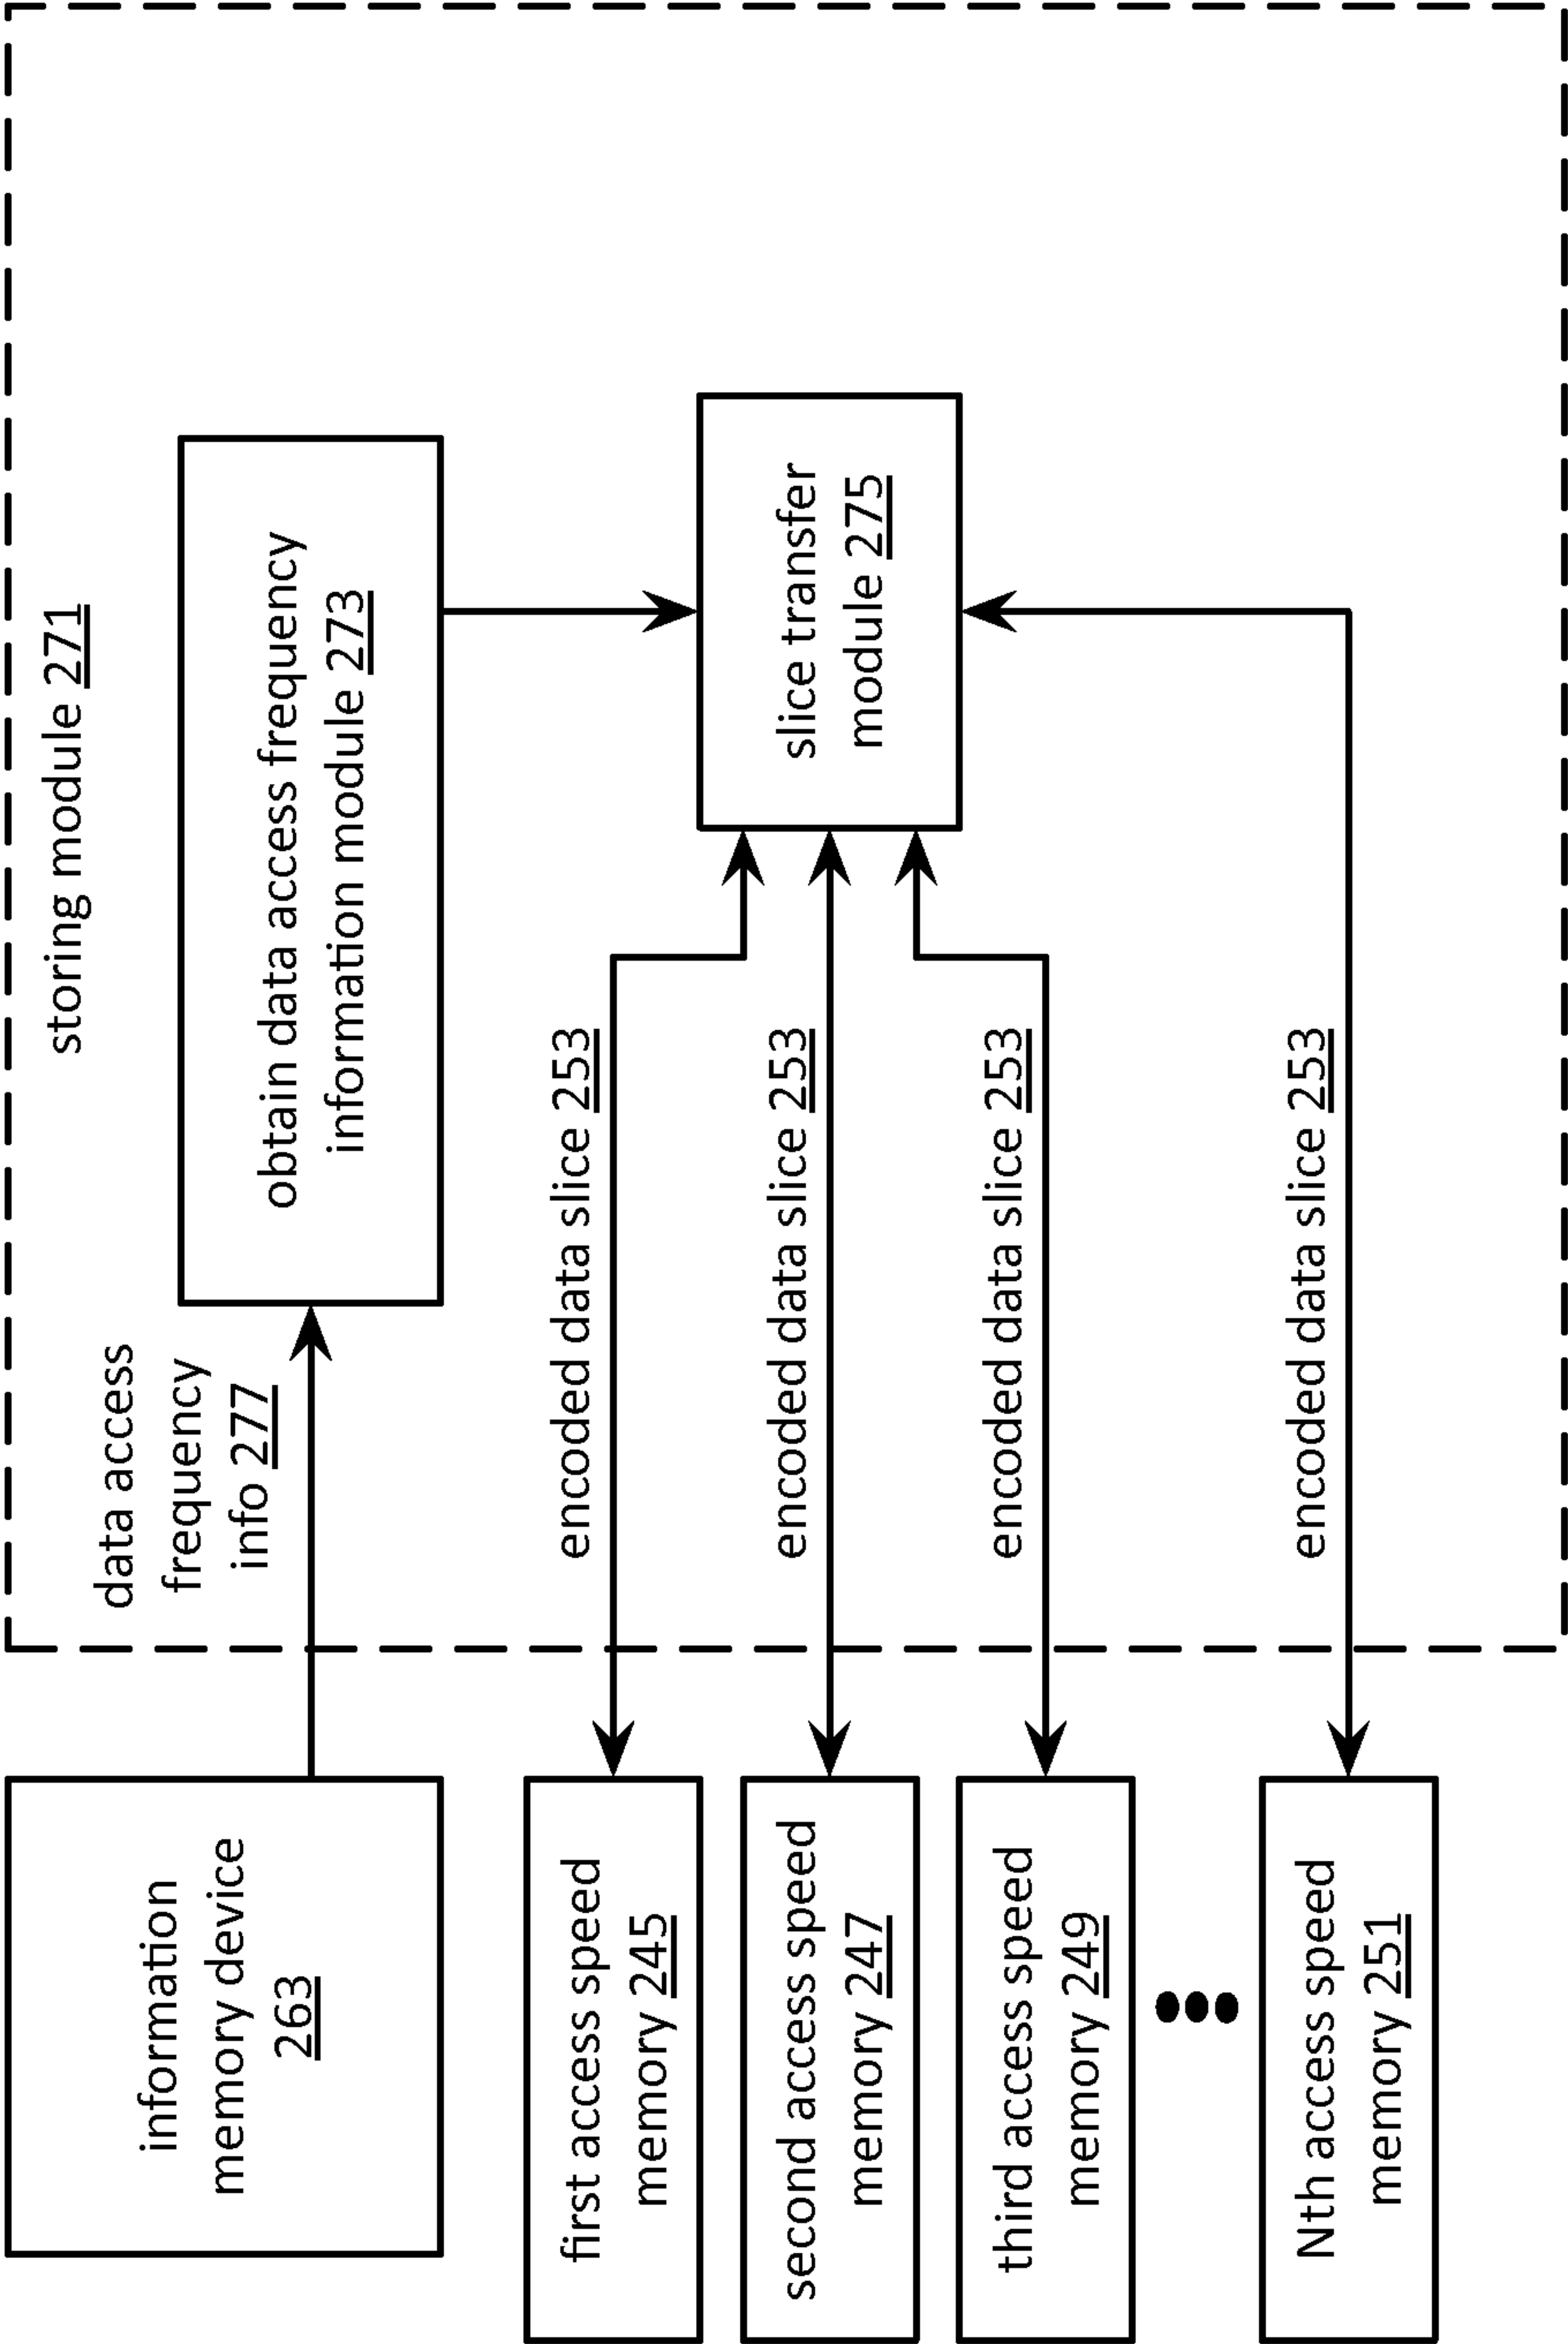 storing module 271
data access
frequency
info 277
obtain data access frequency
information module 273
information
memory device
263
encoded data slice 253
first access speed
memory 245
slice transfer
module 275
encoded data slice 253
second access speed
memory 247
encoded data slice 253
third access speed
memory 249
encoded data slice 253
Nth access speed
memory 251